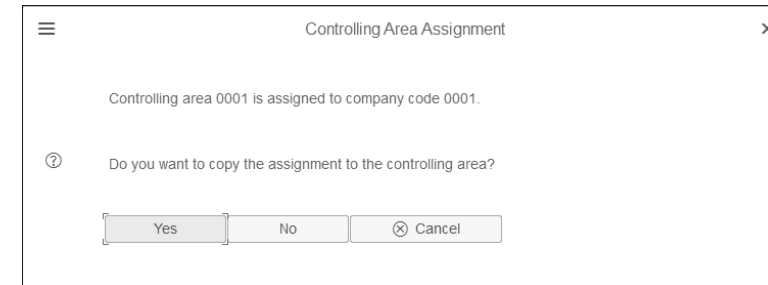 Controlling Area Assignment
Controlling area 0001 is assigned to company code 0001.
Do you want to copy the assignment to the controlling area?
Yes No Cancel